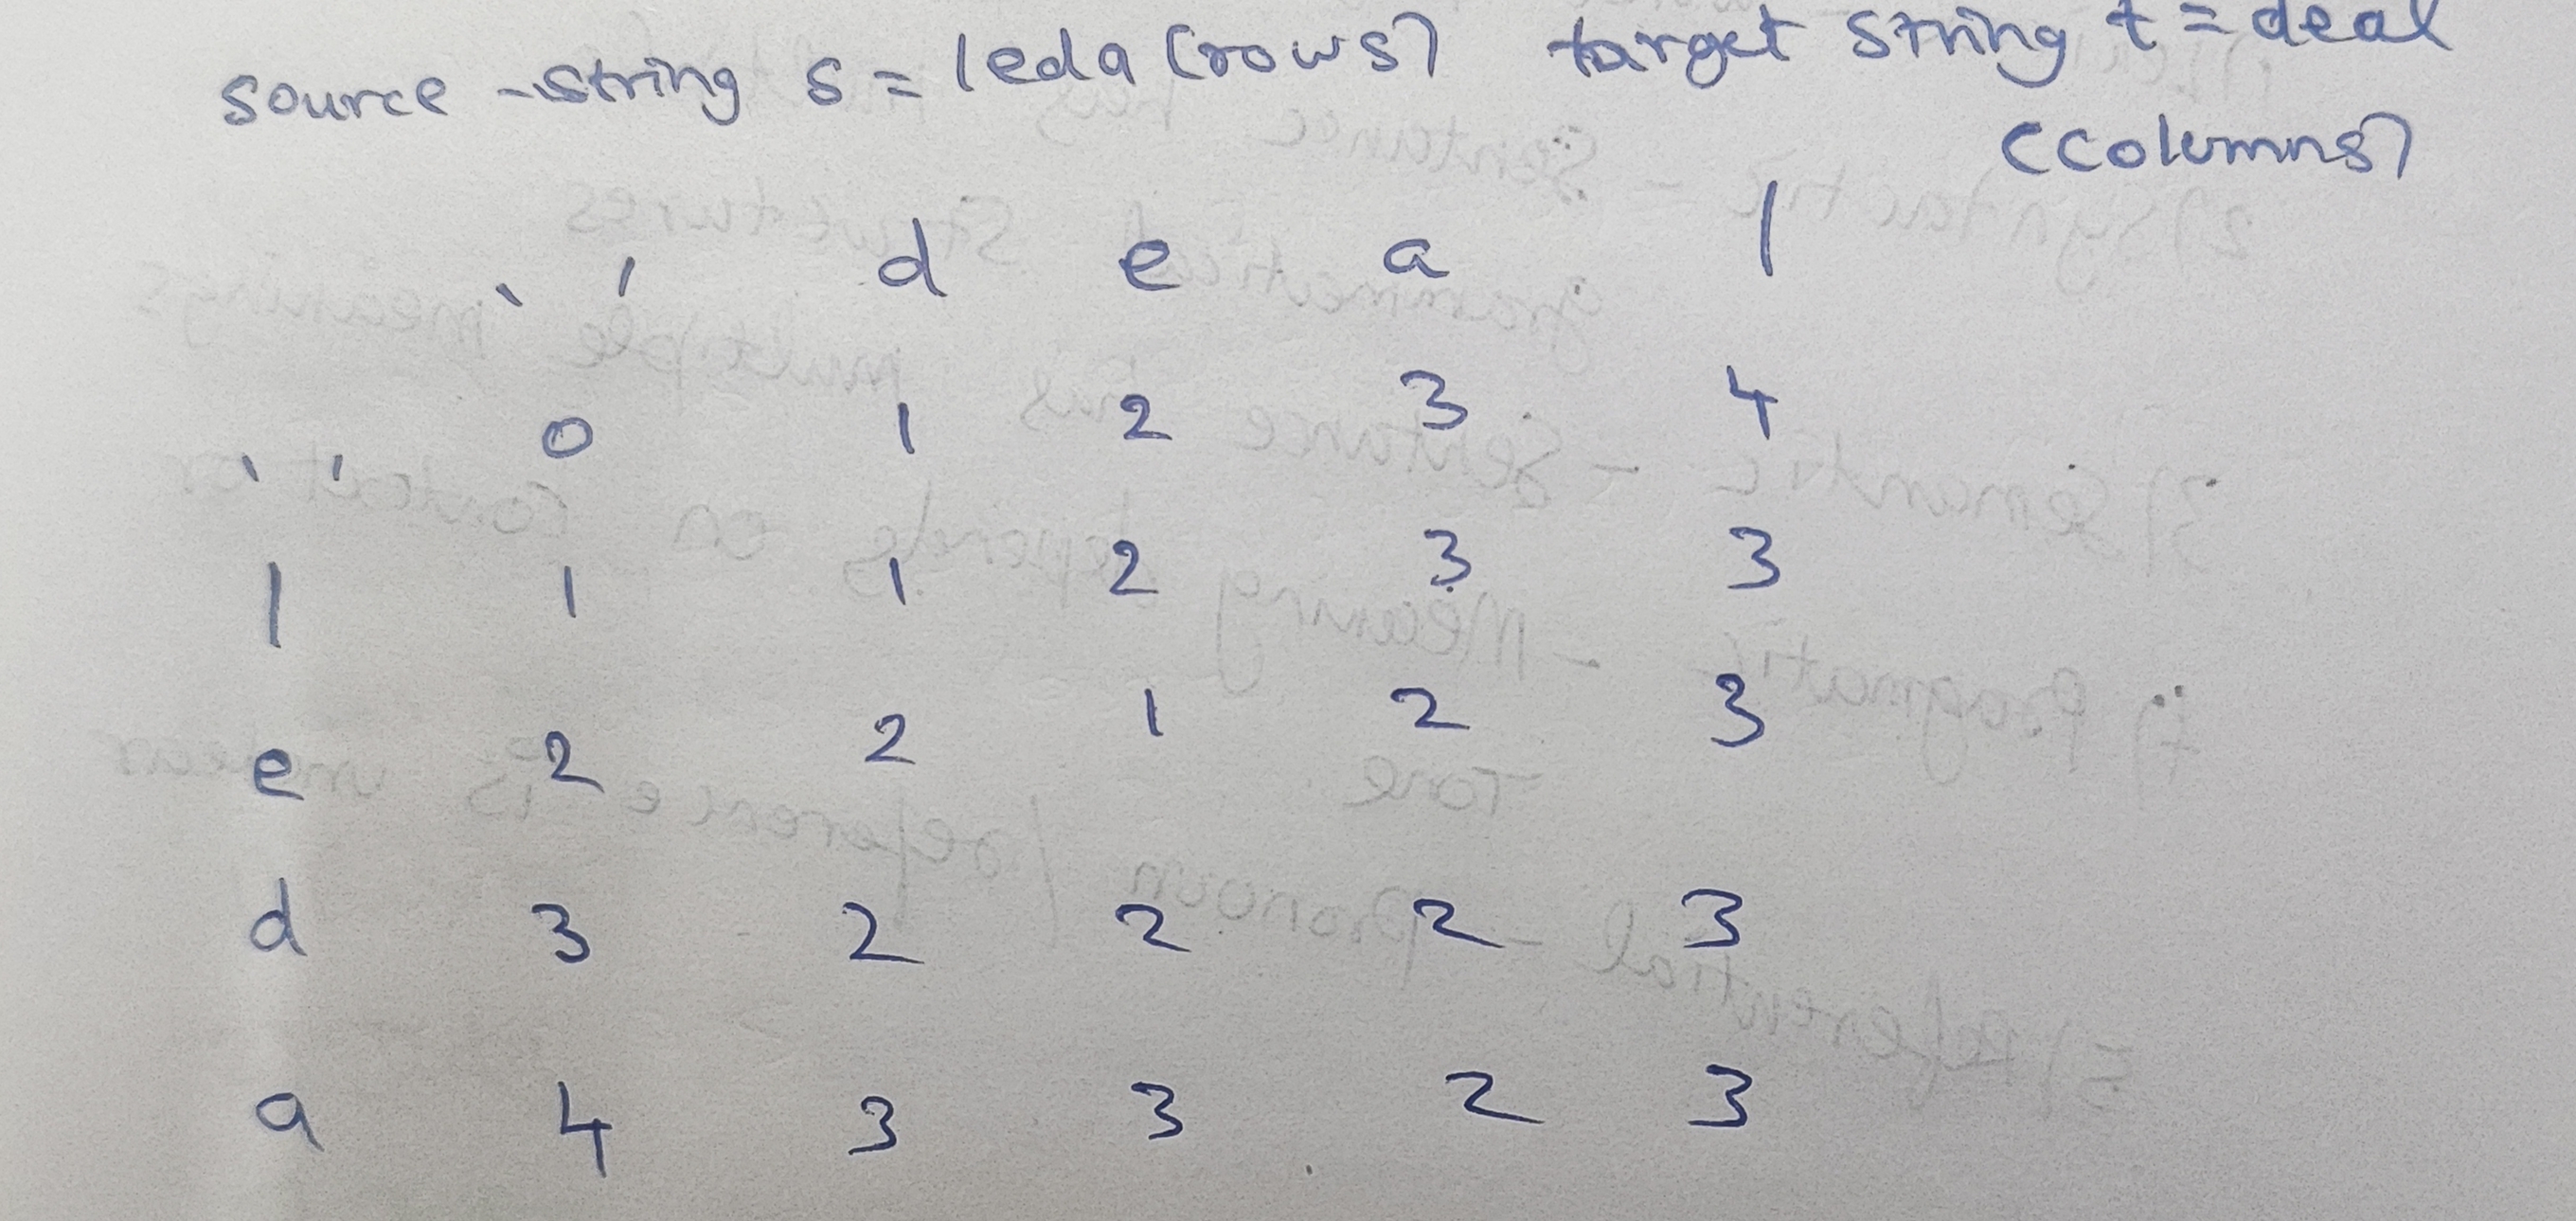 source - string s = leda (rows) target string t = deal
(columns)
` ' d e a l
` ' 0 1 2 3 4
l 1 1 2 3 3
e 2 2 1 2 3
d 3 2 2 2 3
a 4 3 3 2 3